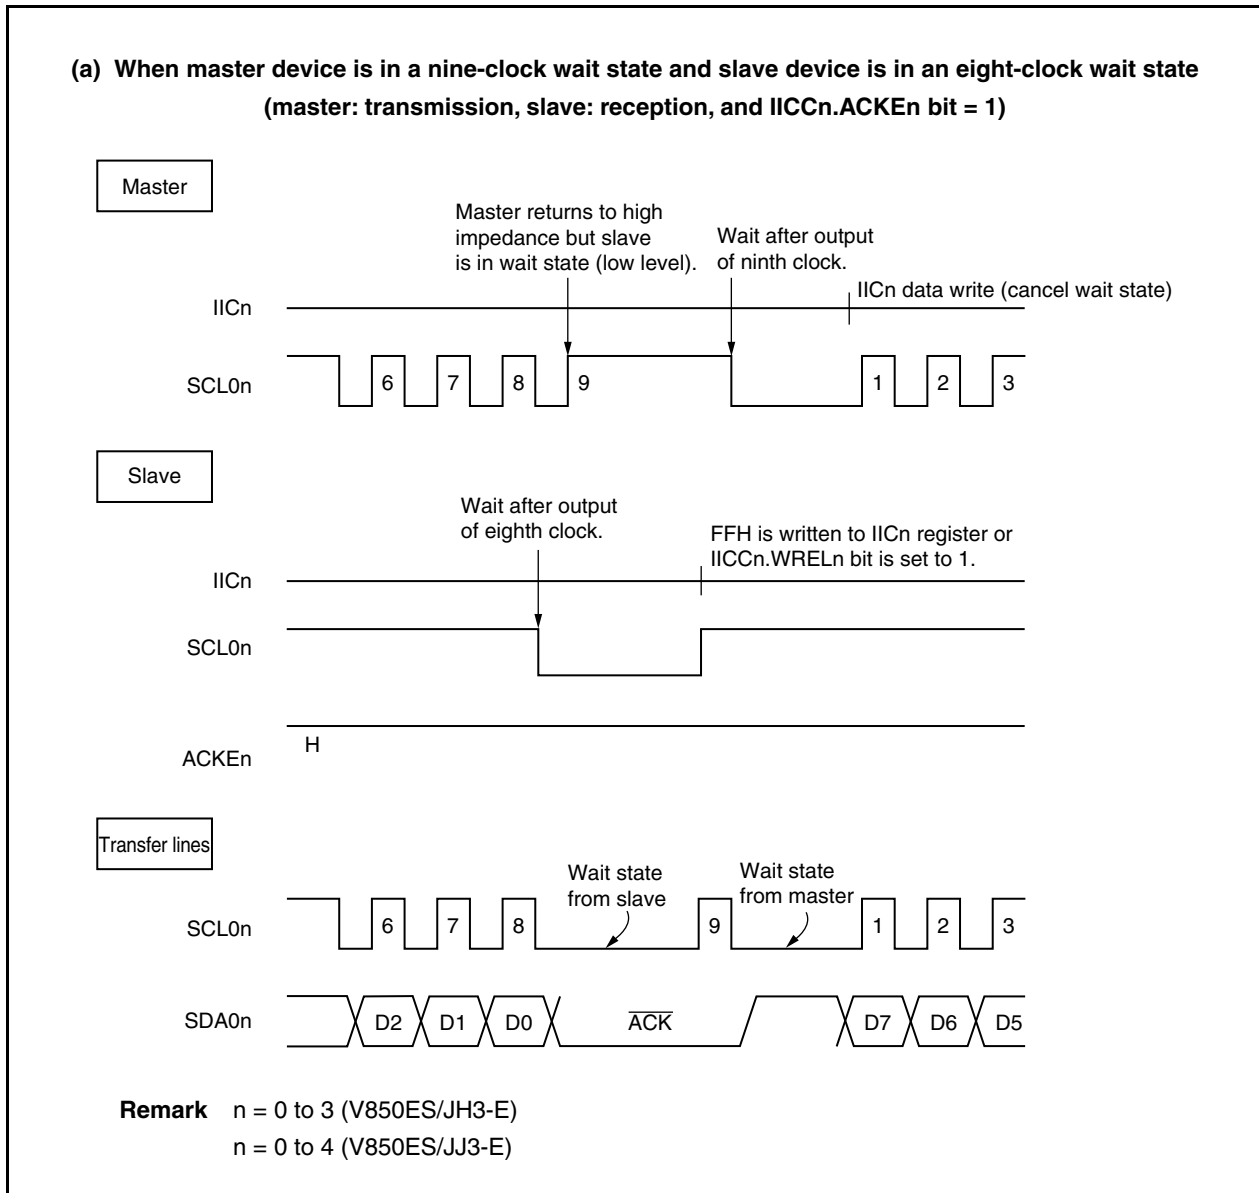 (a) When master device is in a nine-clock wait state and slave device is in an eight-clock wait state
(master: transmission, slave: reception, and IICCn.ACKEn bit = 1)
Master
Master returns to high
impedance but slave
is in wait state (low level).
Wait after output
of ninth clock.
IICn data write (cancel wait state)
IICn
SCL0n
6 7 8 9 1 2 3
Slave
Wait after output
of eighth clock.
FFH is written to IICn register or
IICCn.WRELn bit is set to 1.
IICn
SCL0n
H
ACKEn
Transfer lines
Wait state
from slave
Wait state
from master
SCL0n 6 7 8 9 1 2 3
SDA0n D2 D1 D0 ACK D7 D6 D5
Remark n = 0 to 3 (V850ES/JH3-E)
n = 0 to 4 (V850ES/JJ3-E)